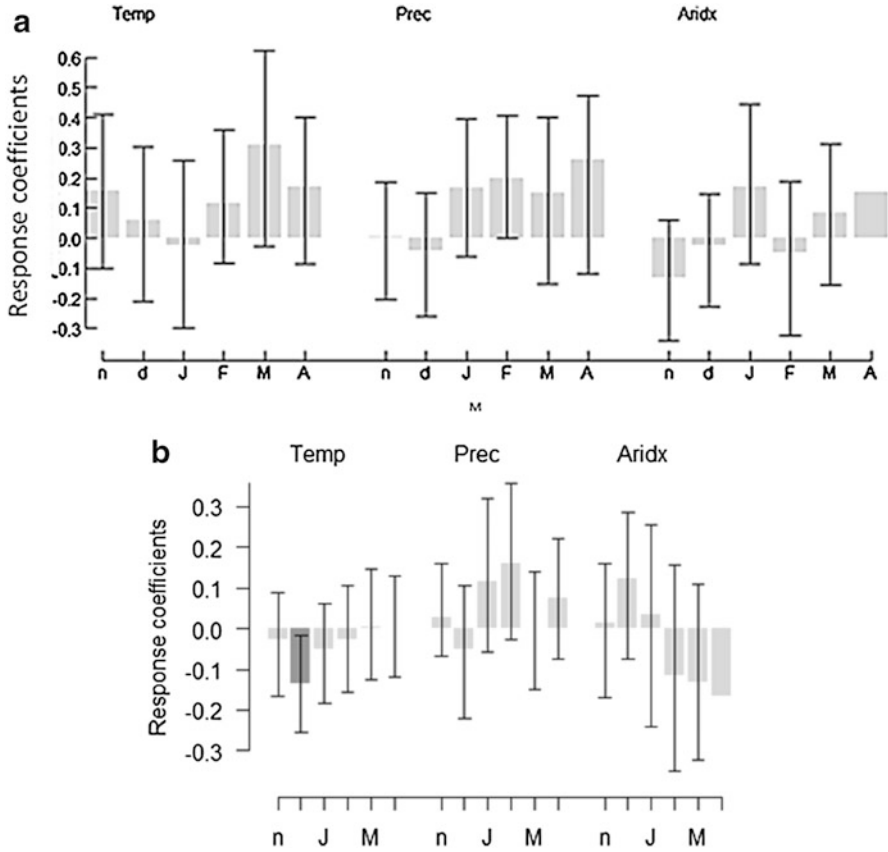 a
Temp Prec Aridx
Response coefficients
0.6
0.5
0.4
0.3
0.2
0.1
0.0
-0.1
-0.2
-0.3
n d J F M A n d J F M A n d J F M A
M
b
Temp Prec Aridx
Response coefficients
0.3
0.2
0.1
0.0
-0.1
-0.2
-0.3
n J M n J M n J M